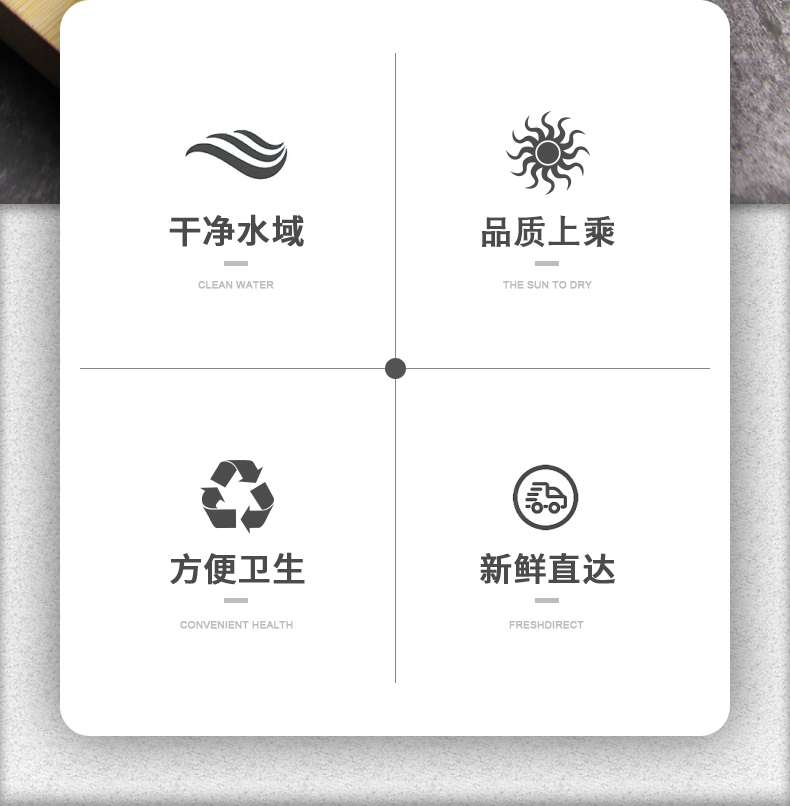 干净水域
CLEAN WATER
品质上乘
THE SUN TO DRY
方便卫生
CONVENIENT HEALTH
新鲜直达
FRESHDIRECT